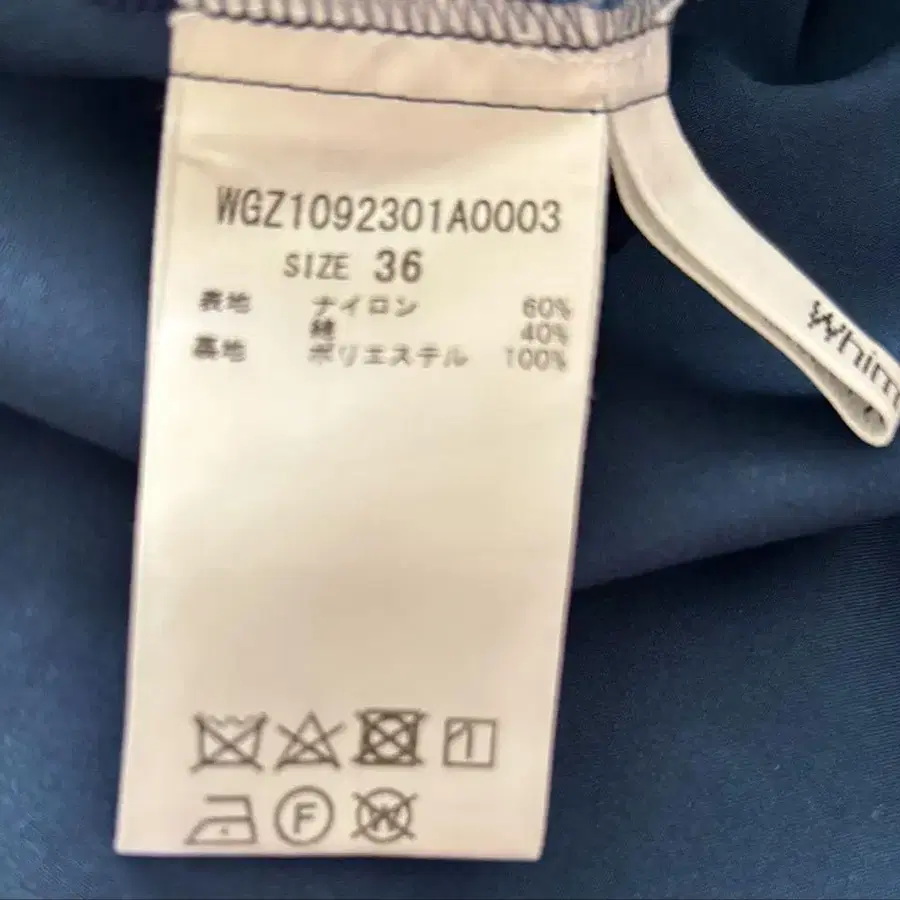 WGZ1092301A0003
SIZE 36
表地 ナイロン 60%
綿 40%
裏地 ポリエステル 100%
F
W